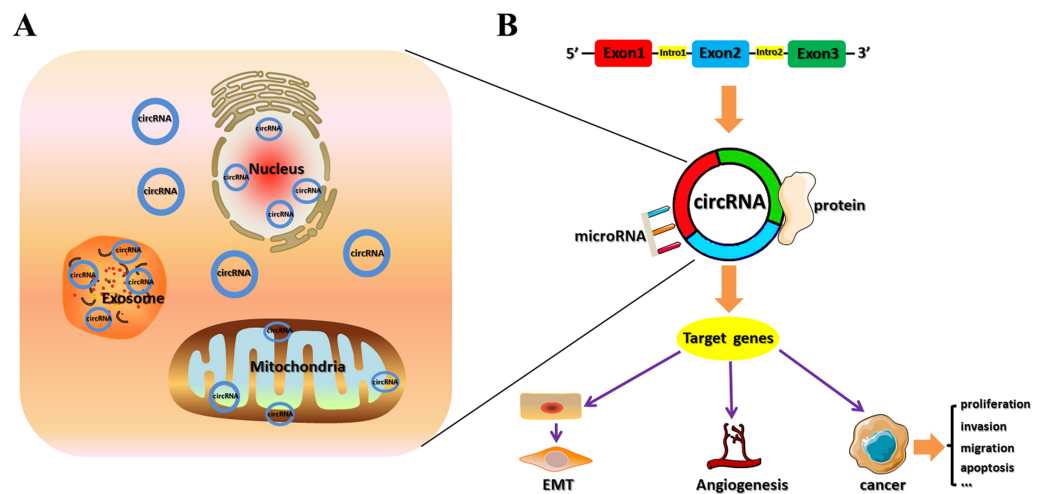 A
circRNA
circRNA
circRNA
circRNA
Nucleus
circRNA
circRNA
circRNA
circRNA
circRNA
circRNA
circRNA
Exosome
circRNA
circRNA
Mitochondria
circRNA
circRNA
circRNA
B
5’ Exon1 Intro1 Exon2 Intro2 Exon3 3’
circRNA
protein
microRNA
Target genes
EMT
Angiogenesis
cancer
proliferation
invasion
migration
apoptosis
...